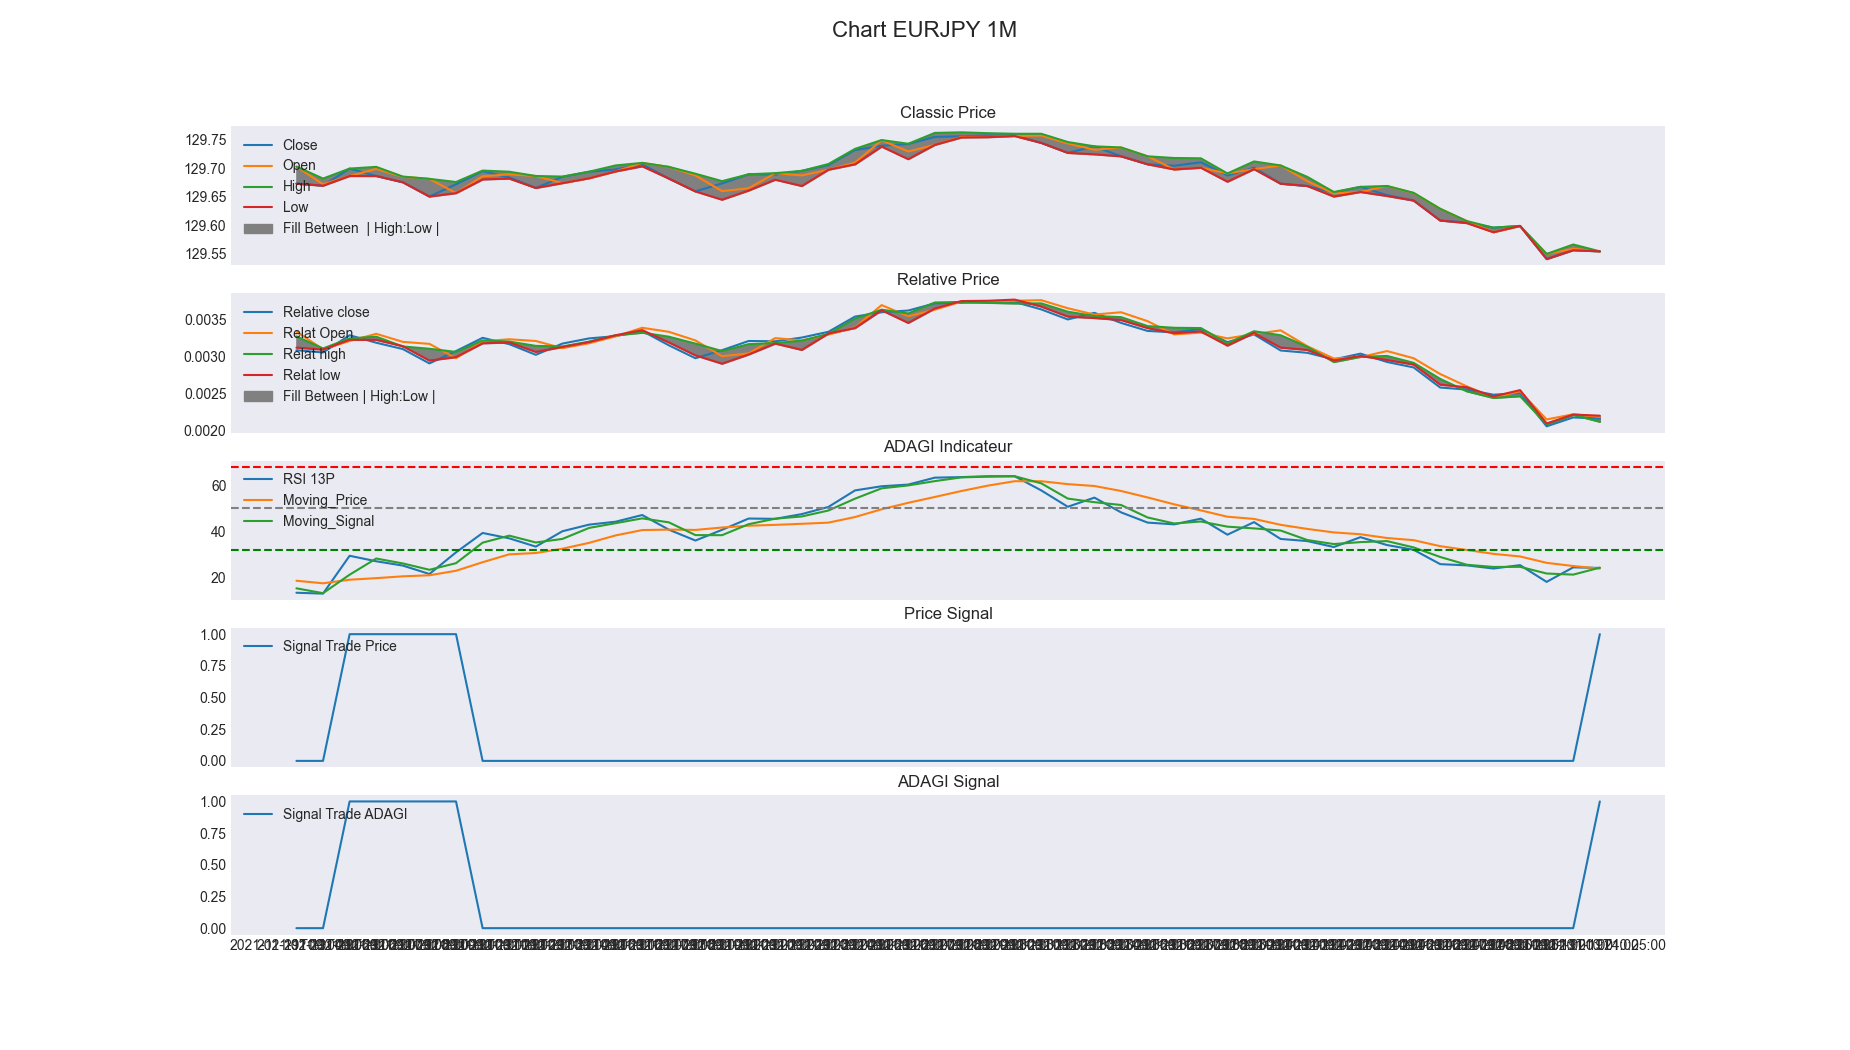 Chart EURJPY 1M
Classic Price
129.75
129.70
129.65
129.60
129.55
Close
Open
High
Low
Fill Between | High:Low |
Relative Price
0.0035
0.0030
0.0025
0.0020
Relative close
Relat Open
Relat high
Relat low
Fill Between | High:Low |
ADAGI Indicateur
60
40
20
RSI 13P
Moving_Price
Moving_Signal
Price Signal
1.00
0.75
0.50
0.25
0.00
Signal Trade Price
ADAGI Signal
1.00
0.75
0.50
0.25
0.00
Signal Trade ADAGI